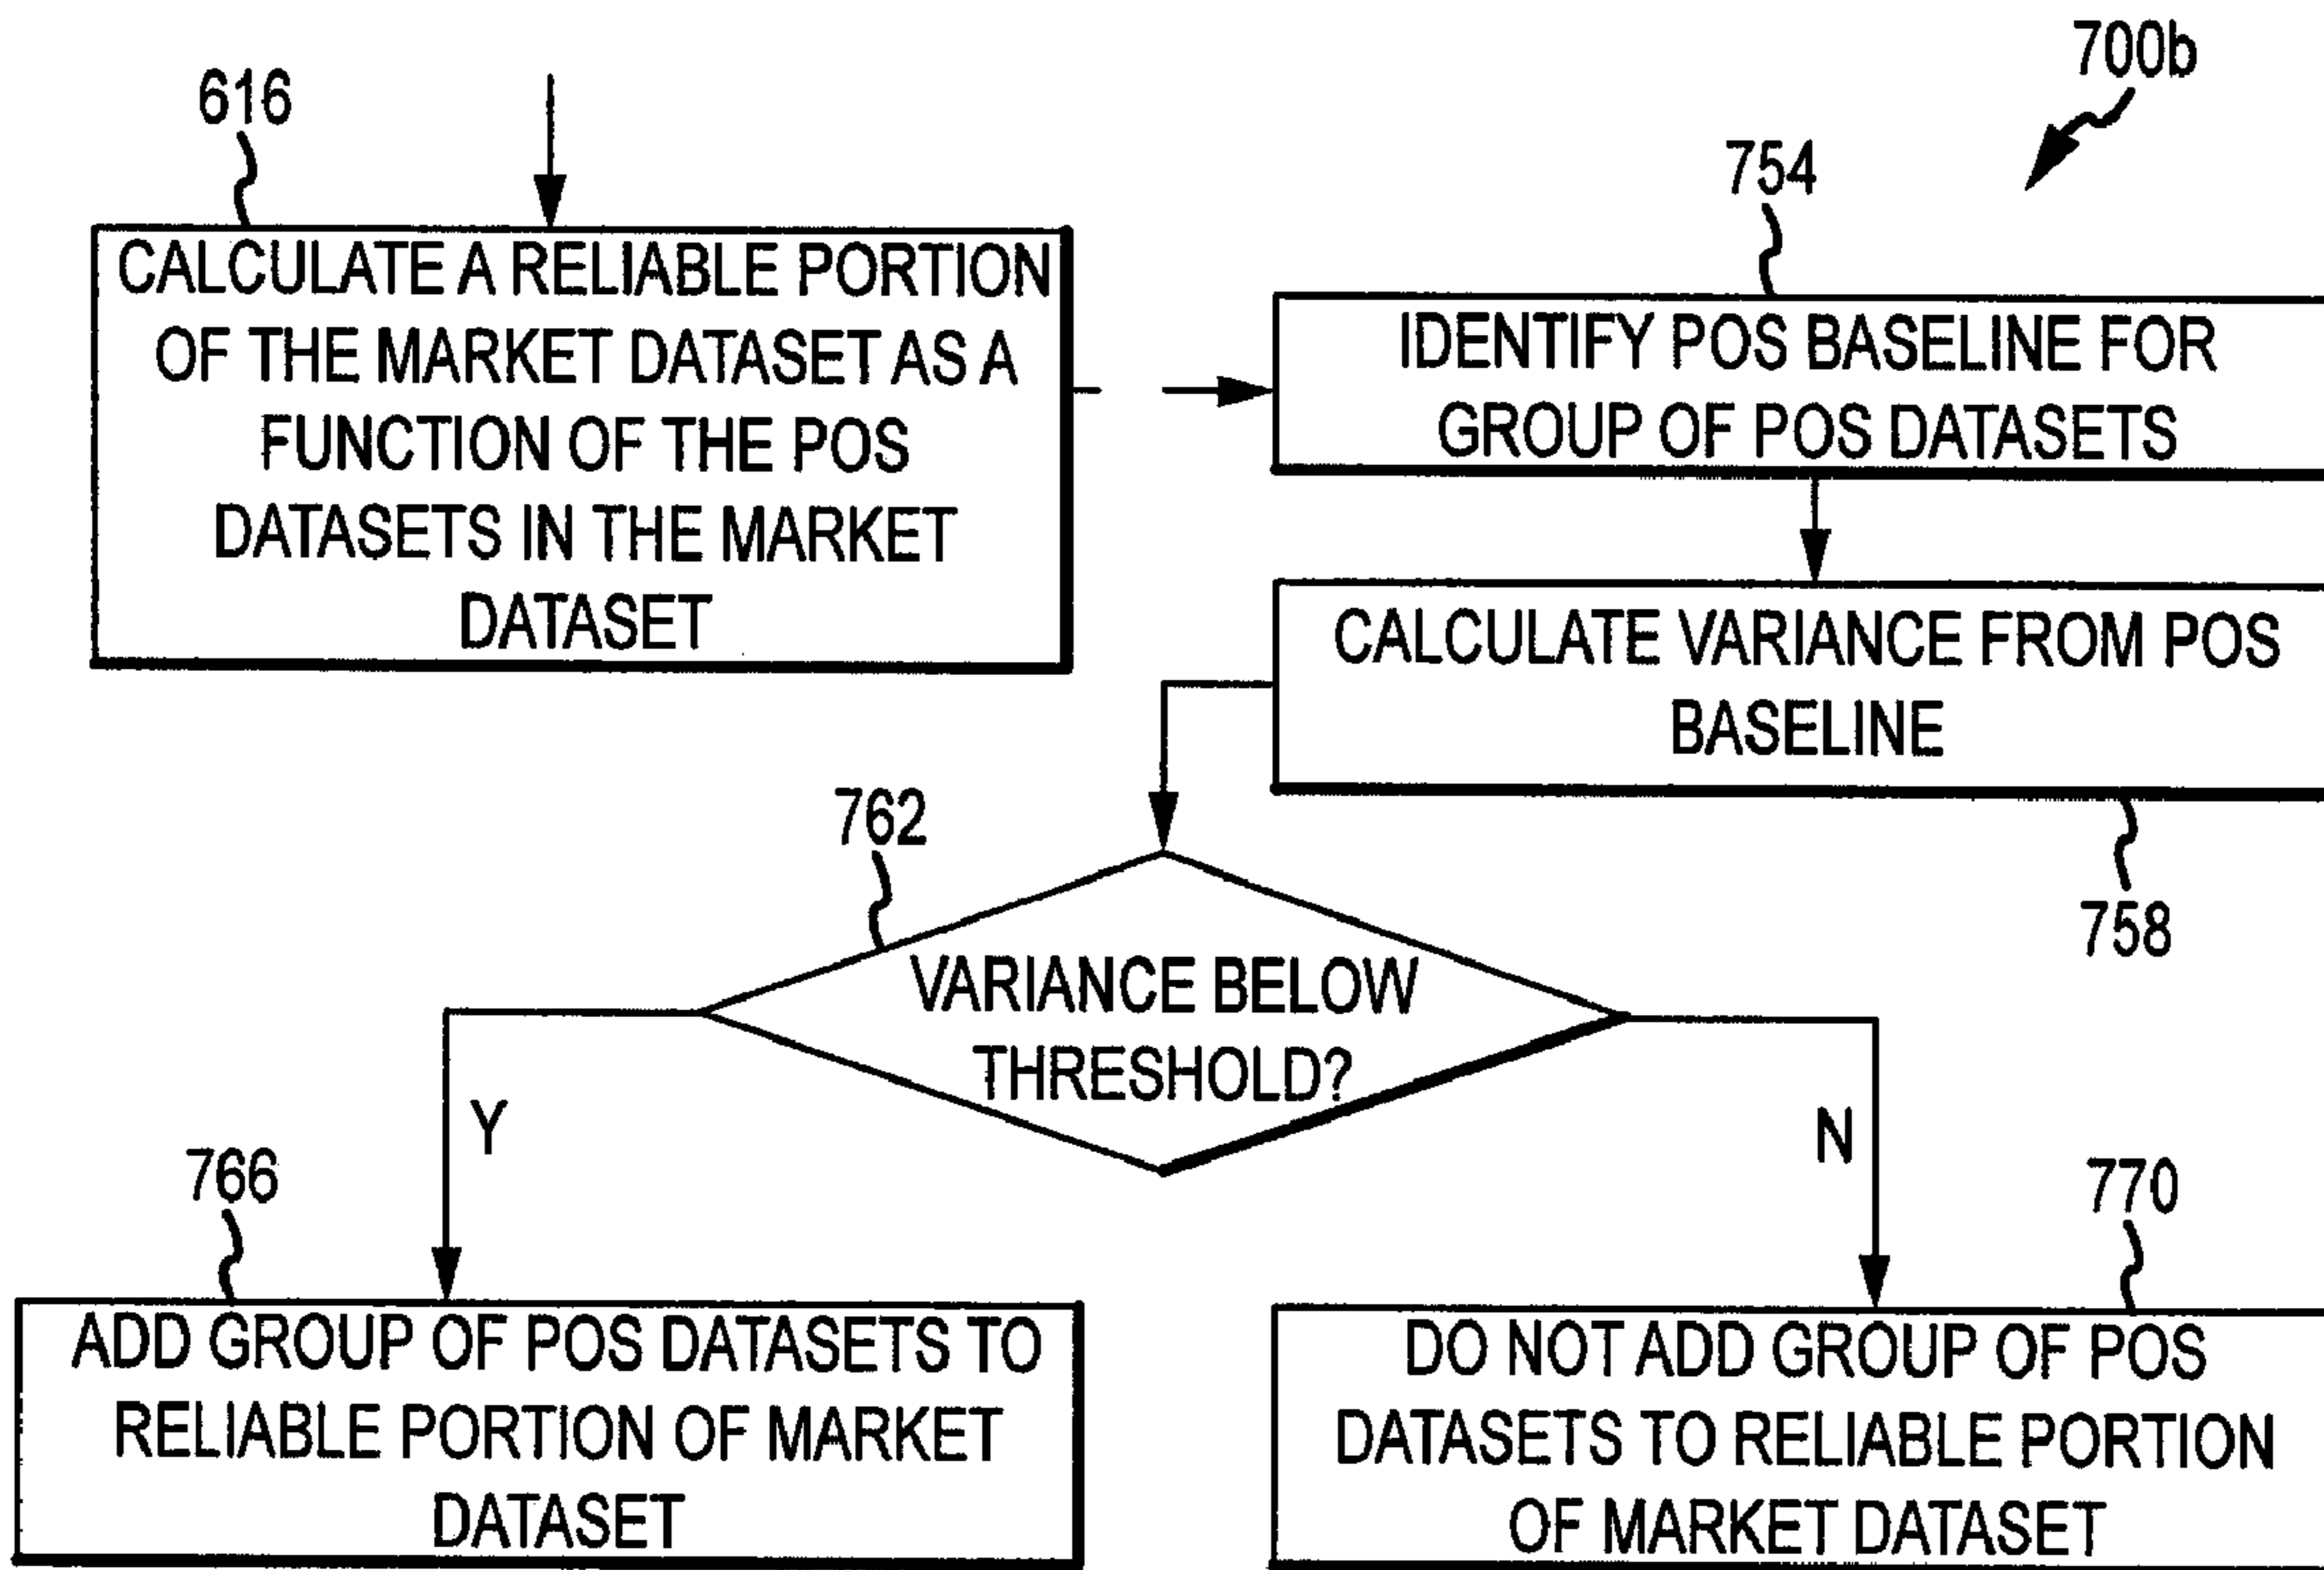 700b
616
CALCULATE A RELIABLE PORTION
OF THE MARKET DATASET AS A
FUNCTION OF THE POS
DATASETS IN THE MARKET
DATASET
754
IDENTIFY POS BASELINE FOR
GROUP OF POS DATASETS
CALCULATE VARIANCE FROM POS
BASELINE
758
762
VARIANCE BELOW
THRESHOLD?
Y
N
766
ADD GROUP OF POS DATASETS TO
RELIABLE PORTION OF MARKET
DATASET
770
DO NOT ADD GROUP OF POS
DATASETS TO RELIABLE PORTION
OF MARKET DATASET